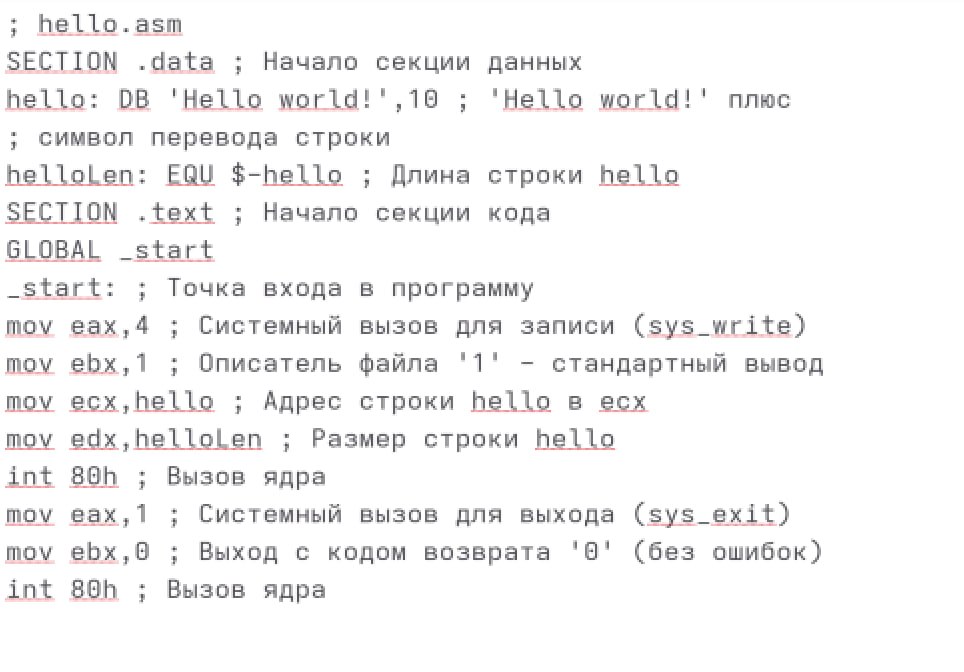 ; hello.asm
SECTION .data ; Начало секции данных
hello: DB 'Hello world!',10 ; 'Hello world!' плюс
; символ перевода строки
helloLen: EQU $-hello ; Длина строки hello
SECTION .text ; Начало секции кода
GLOBAL _start
_start: ; Точка входа в программу
mov eax,4 ; Системный вызов для записи (sys_write)
mov ebx,1 ; Описатель файла '1' - стандартный вывод
mov ecx,hello ; Адрес строки hello в ecx
mov edx,helloLen ; Размер строки hello
int 80h ; Вызов ядра
mov eax,1 ; Системный вызов для выхода (sys_exit)
mov ebx,0 ; Выход с кодом возврата '0' (без ошибок)
int 80h ; Вызов ядра